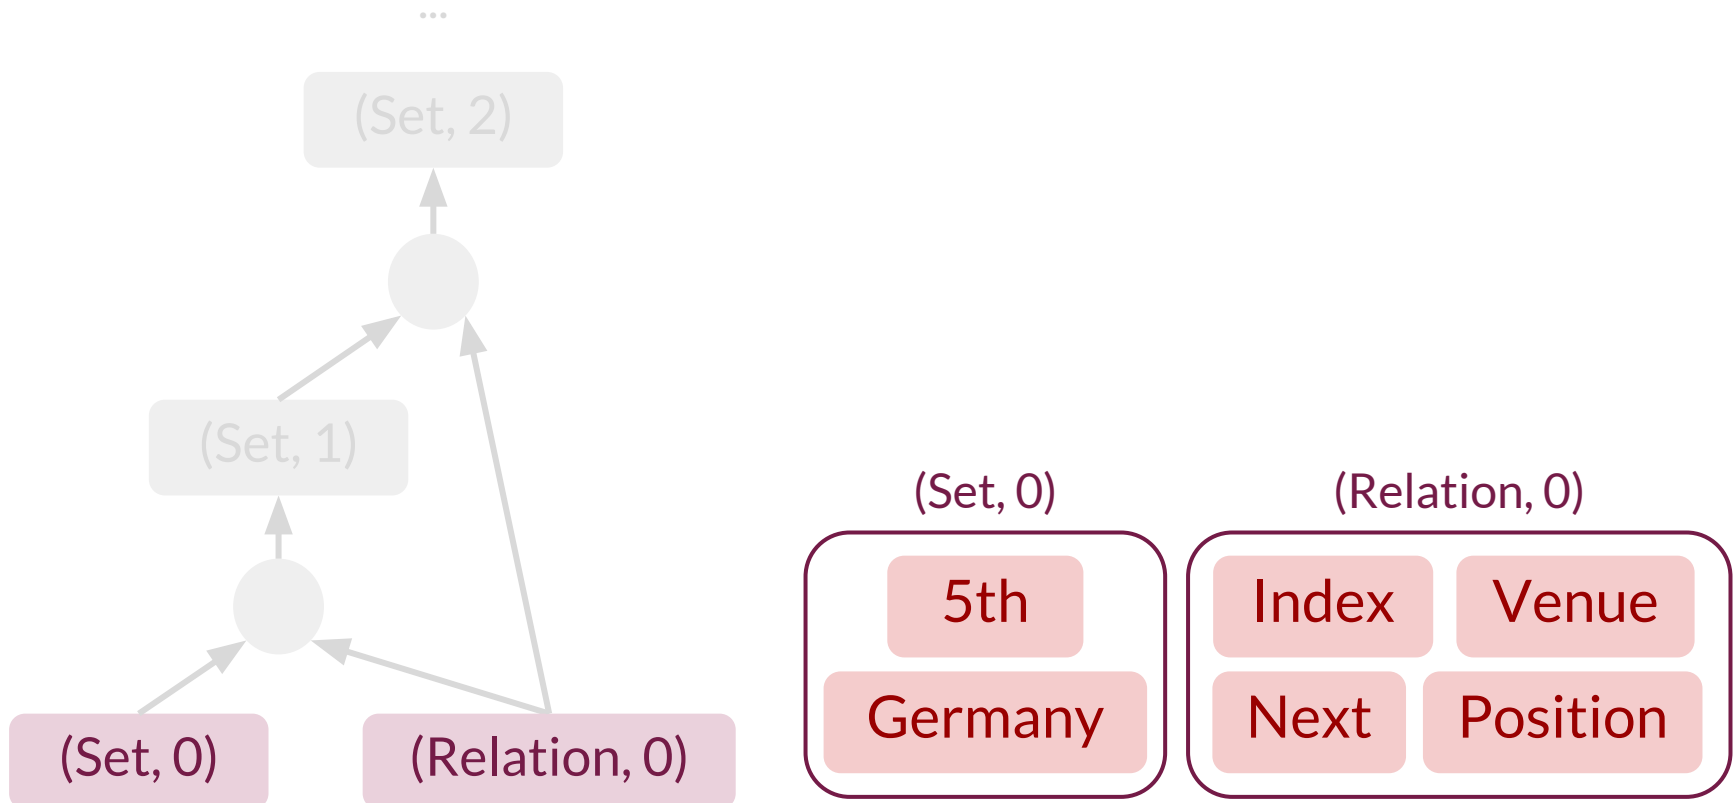 ...
(Set, 2)
(Set, 1)
(Set, 0)
(Relation, 0)
(Set, 0)
5th
Germany
(Relation, 0)
Index Venue
Next Position